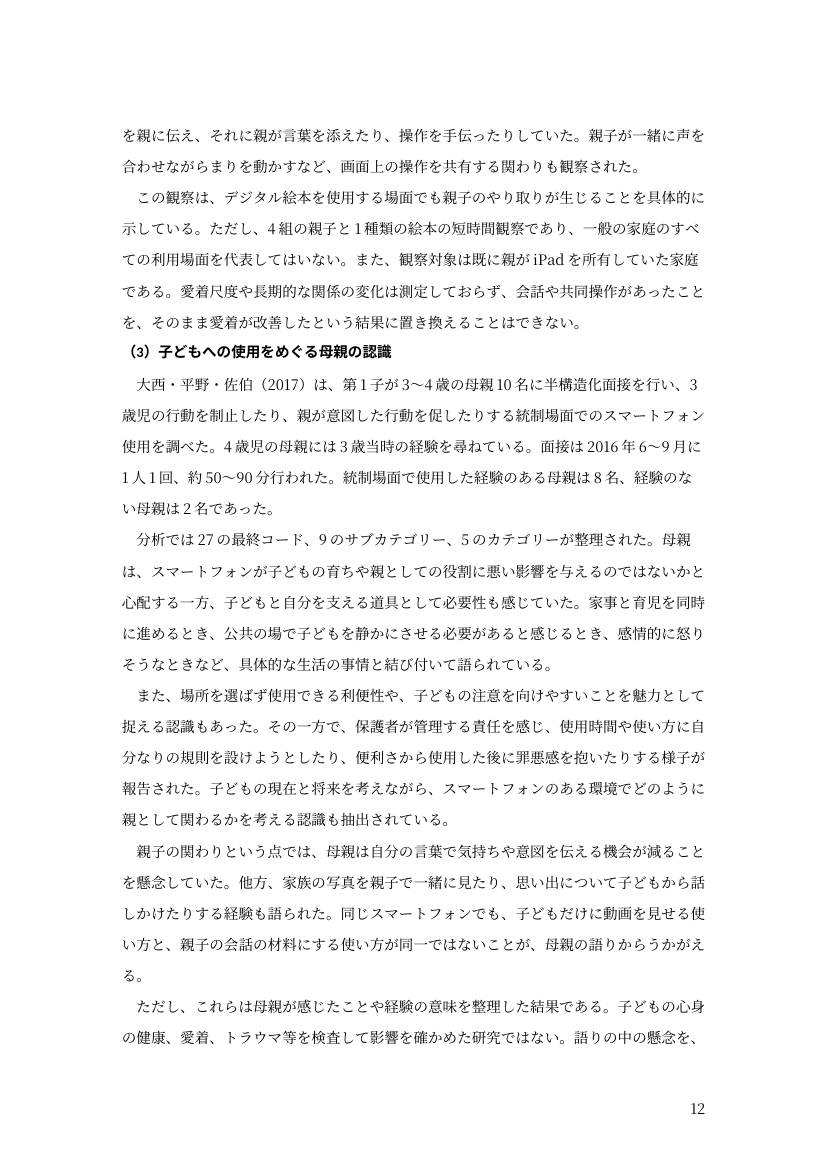 を親に伝え、それに親が言葉を添えたり、操作を手伝ったりしていた。親子が一緒に声を
合わせながらまりを動かすなど、画面上の操作を共有する関わりも観察された。
この観察は、デジタル絵本を使用する場面でも親子のやり取りが生じることを具体的に
示している。ただし、4 組の親子と 1 種類の絵本の短時間観察であり、一般の家庭のすべ
ての利用場面を代表してはいない。また、観察対象は既に親が iPad を所有していた家庭
である。愛着尺度や長期的な関係の変化は測定しておらず、会話や共同操作があったこと
を、そのまま愛着が改善したという結果に置き換えることはできない。
（3）子どもへの使用をめぐる母親の認識
大西・平野・佐伯（2017）は、第 1 子が 3～4 歳の母親 10 名に半構造化面接を行い、3
歳児の行動を制止したり、親が意図した行動を促したりする統制場面でのスマートフォン
使用を調べた。4 歳児の母親には 3 歳当時の経験を尋ねている。面接は 2016 年 6～9 月に
1 人 1 回、約 50～90 分行われた。統制場面で使用した経験のある母親は 8 名、経験のな
い母親は 2 名であった。
分析では 27 の最終コード、9 のサブカテゴリー、5 のカテゴリーが整理された。母親
は、スマートフォンが子どもの育ちや親としての役割に悪い影響を与えるのではないかと
心配する一方、子どもと自分を支える道具として必要性も感じていた。家事と育児を同時
に進めるとき、公共の場で子どもを静かにさせる必要があると感じるとき、感情的に怒り
そうなときなど、具体的な生活の事情と結び付いて語られている。
また、場所を選ばず使用できる利便性や、子どもの注意を向けやすいことを魅力として
捉える認識もあった。その一方で、保護者が管理する責任を感じ、使用時間や使い方に自
分なりの規則を設けようとしたり、便利さから使用した後に罪悪感を抱いたりする様子が
報告された。子どもの現在と将来を考えながら、スマートフォンのある環境でどのように
親として関わるかを考える認識も抽出されている。
親子の関わりという点では、母親は自分の言葉で気持ちや意図を伝える機会が減ること
を懸念していた。他方、家族の写真を親子で一緒に見たり、思い出について子どもから話
しかけたりする経験も語られた。同じスマートフォンでも、子どもだけに動画を見せる使
い方と、親子の会話の材料にする使い方が同一ではないことが、母親の語りからうかがえ
る。
ただし、これらは母親が感じたことや経験の意味を整理した結果である。子どもの心身
の健康、愛着、トラウマ等を検査して影響を確かめた研究ではない。語りの中の懸念を、
12